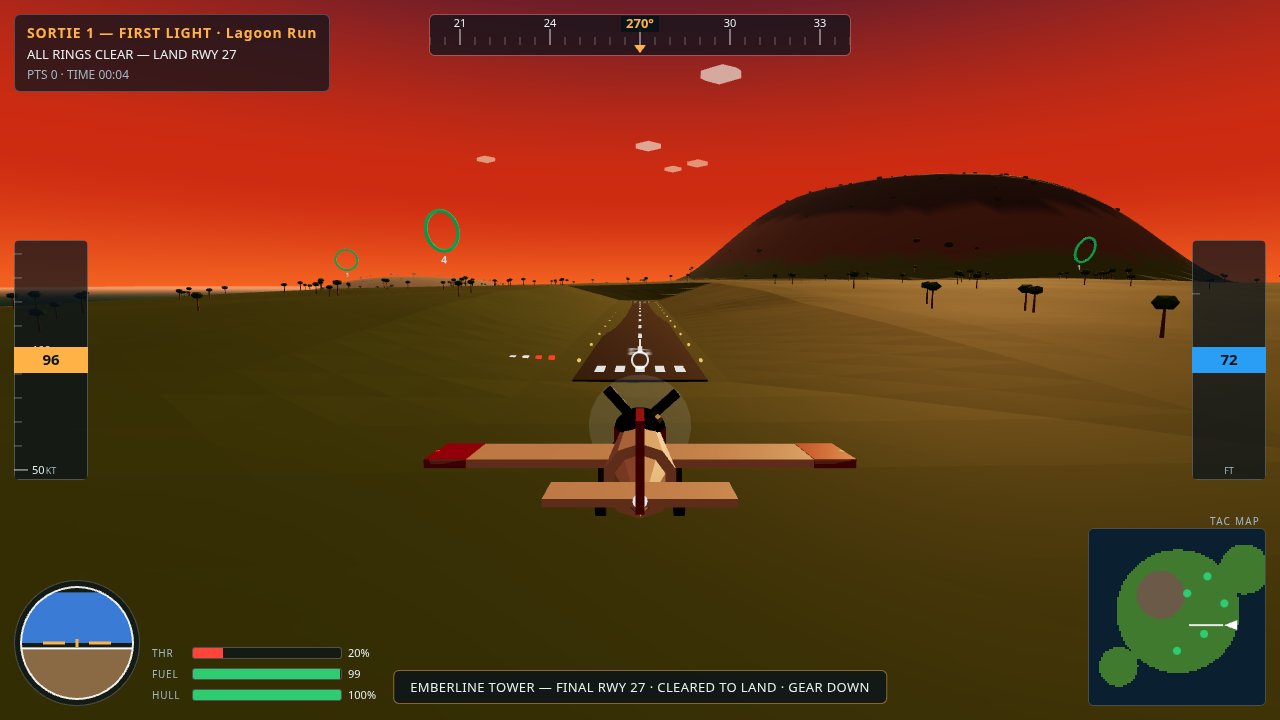 SORTIE 1 — FIRST LIGHT · Lagoon Run
ALL RINGS CLEAR — LAND RWY 27
PTS 0 · TIME 00:04
21 24 270° 30 33
4
96
50 KT
72
FT
TAC MAP
THR 20%
FUEL 99
HULL 100%
EMBERLINE TOWER — FINAL RWY 27 · CLEARED TO LAND · GEAR DOWN